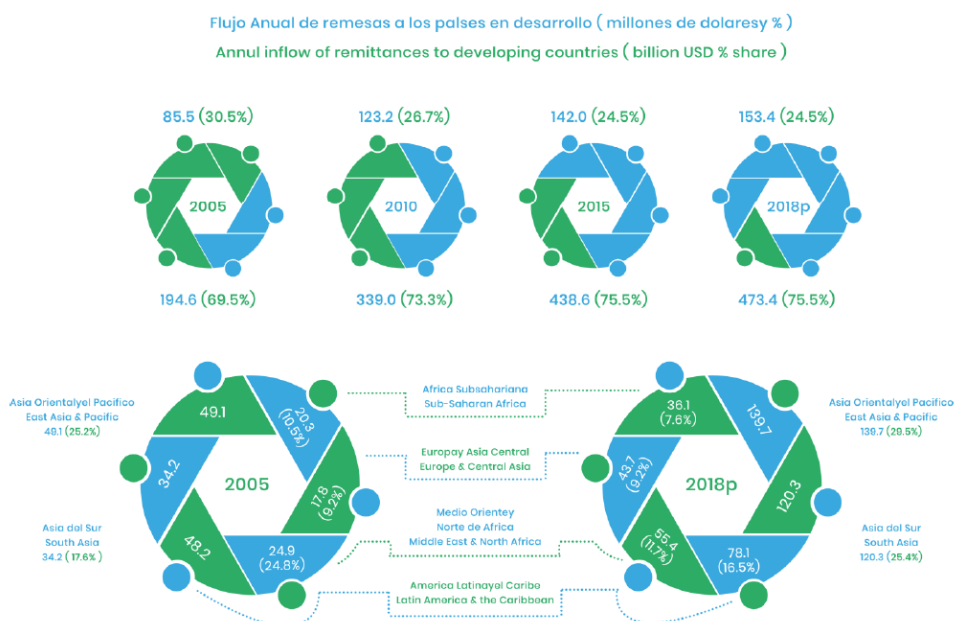 Flujo Anual de remesas a los palses en desarrollo ( millones de dolaresy % )
Annul inflow of remittances to developing countries ( billion USD % share )
85.5 (30.5%)
123.2 (26.7%)
142.0 (24.5%)
153.4 (24.5%)
2005
2010
2015
2018p
194.6 (69.5%)
339.0 (73.3%)
438.6 (75.5%)
473.4 (75.5%)
Asia Orientalyel Pacifico
East Asia & Pacific
49.1 (25.2%)
Asia del Sur
South Asia
34.2 ( 17.6%)
49.1
20.3
(10.5%)
34.2
2005
17.8
(9.2%)
48.2
24.9
(24.8%)
Africa Subsahariana
Sub-Saharan Africa
Europay Asia Central
Europe & Central Asia
Medio Orientey
Norte de Africa
Middle East & North Africa
America Latinayel Caribe
Latin America & the Caribbean
36.1
(7.6%)
139.7
43.7
(9.2%)
2018p
120.3
55.4
(11.7%)
78.1
(16.5%)
Asia Orientalyel Pacifico
East Asia & Pacific
139.7 (29.5%)
Asia del Sur
South Asia
120.3 (25.4%)